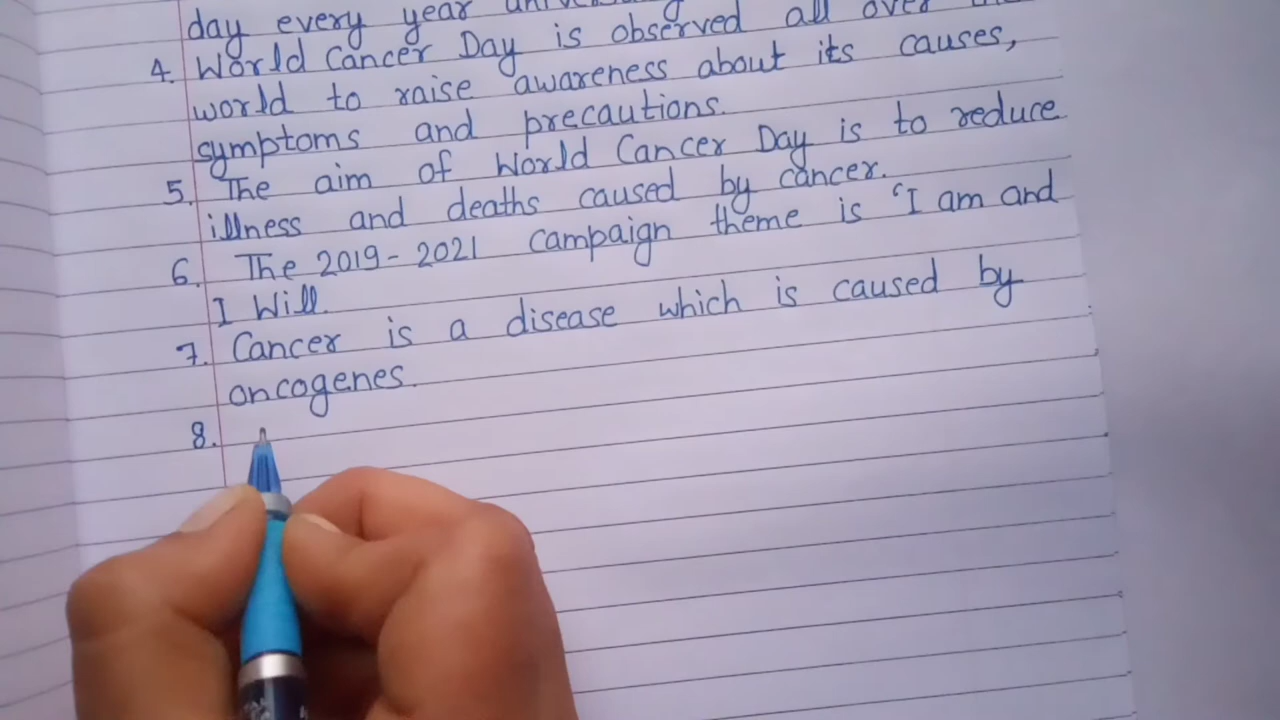 day every year
4. World Cancer Day is observed all over
world to raise awareness about its causes,
symptoms and precautions.
5. The aim of World Cancer Day is to reduce
illness and deaths caused by cancer.
6. The 2019-2021 campaign theme is ‘I am and
I Will.
7. Cancer is a disease which is caused by
oncogenes.
8.